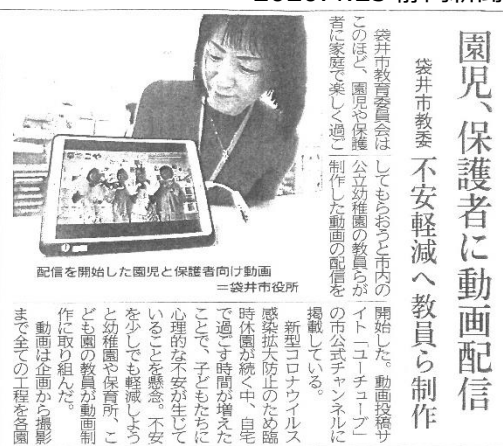 園児、保護者に動画配信
袋井市教委
不安軽減へ教員ら制作
袋井市教育委員会は
このほど、園児や保護
者に家庭で楽しく過ご
してもらおうと市内の
公立幼稚園の教員らが
制作した動画の配信を
開始した。動画投稿サ
イト「ユーチューブ」
の市公式チャンネルに
掲載している。
新型コロナウイルス
感染拡大防止のため臨
時休園が続く中、自宅
で過ごす時間が増えた
ことで、子どもたちに
心理的な不安が生じて
いることを懸念。不安
を少しでも軽減しよう
と幼稚園や保育所、こ
ども園の教員が動画制
作に取り組んだ。
動画は企画から撮影
まで全ての工程を各園
配信を開始した園児と保護者向け動画
＝袋井市役所